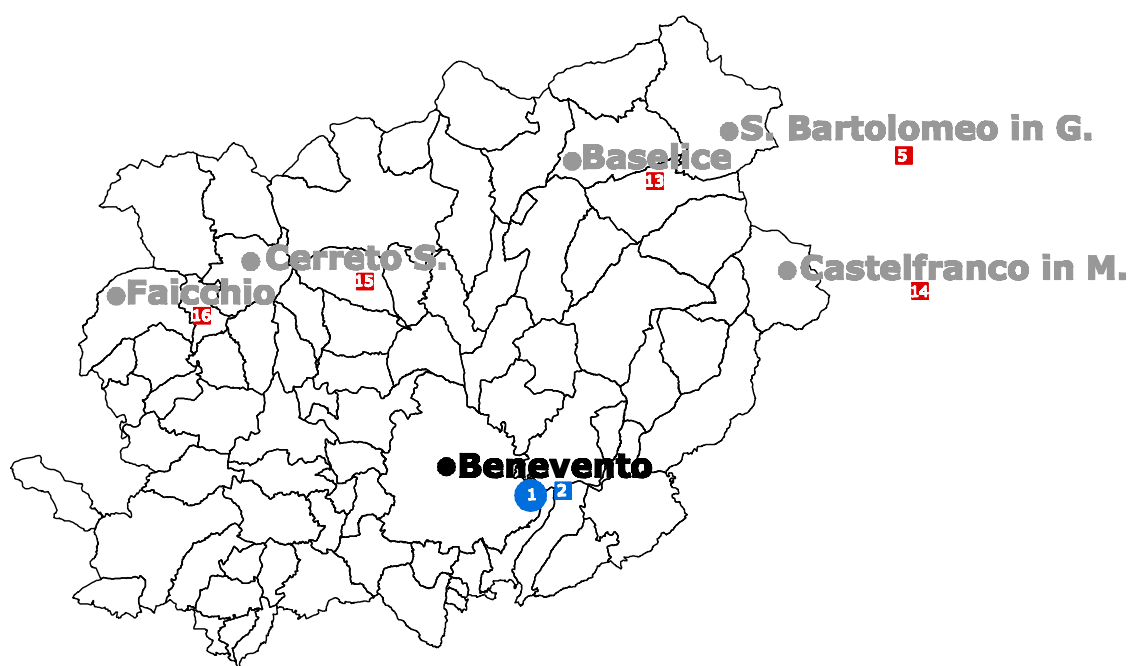 S. Bartolomeo in G.
5
Baselice
13
Cerreto S.
15
Castelfranco in M.
14
Faicchio
16
Benevento
1
2